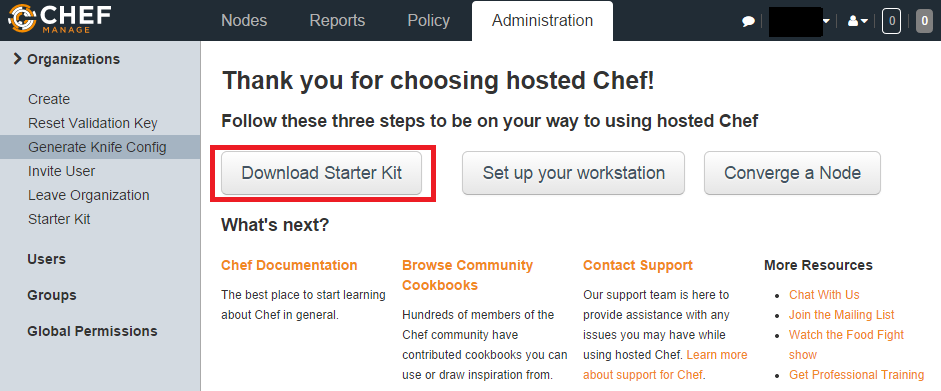 CHEF
MANAGE
Nodes
Reports
Policy
Administration
0
0
Organizations
Create
Reset Validation Key
Generate Knife Config
Invite User
Leave Organization
Starter Kit
Users
Groups
Global Permissions
Thank you for choosing hosted Chef!
Follow these three steps to be on your way to using hosted Chef
Download Starter Kit
Set up your workstation
Converge a Node
What's next?
Chef Documentation
The best place to start learning
about Chef in general.
Browse Community
Cookbooks
Hundreds of members of the
Chef community have
contributed cookbooks you can
use or draw inspiration from.
Contact Support
Our support team is here to
provide assistance with any
issues you may have while
using hosted Chef. Learn more
about support for Chef.
More Resources
Chat With Us
Join the Mailing List
Watch the Food Fight
show
Get Professional Training